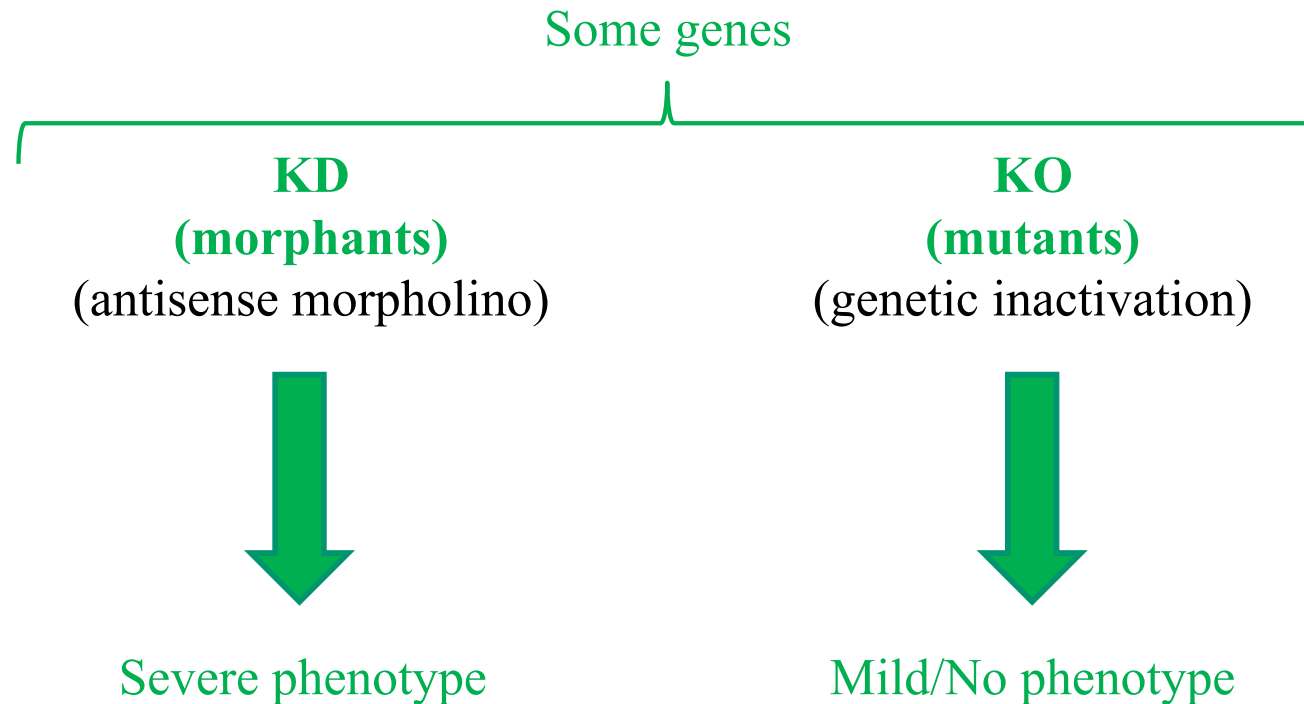 Some genes
KD
(morphants)
(antisense morpholino)
KO
(mutants)
(genetic inactivation)
Severe phenotype
Mild/No phenotype